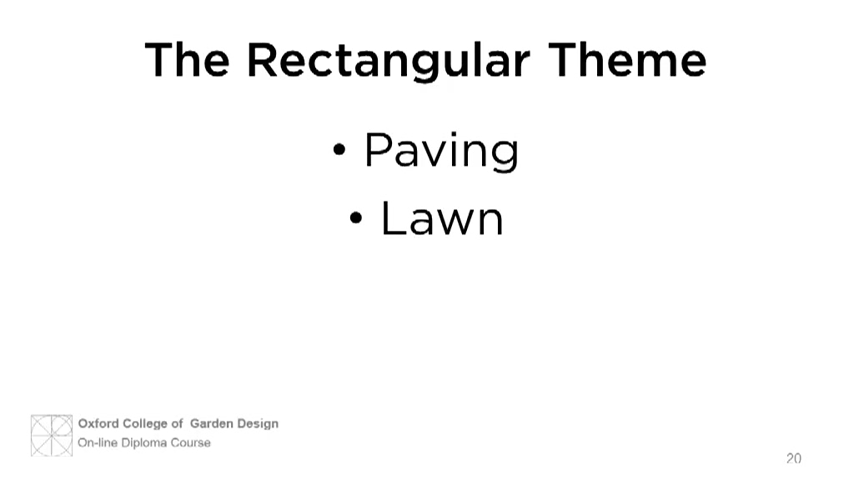 The Rectangular Theme
• Paving
• Lawn
Oxford College of Garden Design
On-line Diploma Course
20